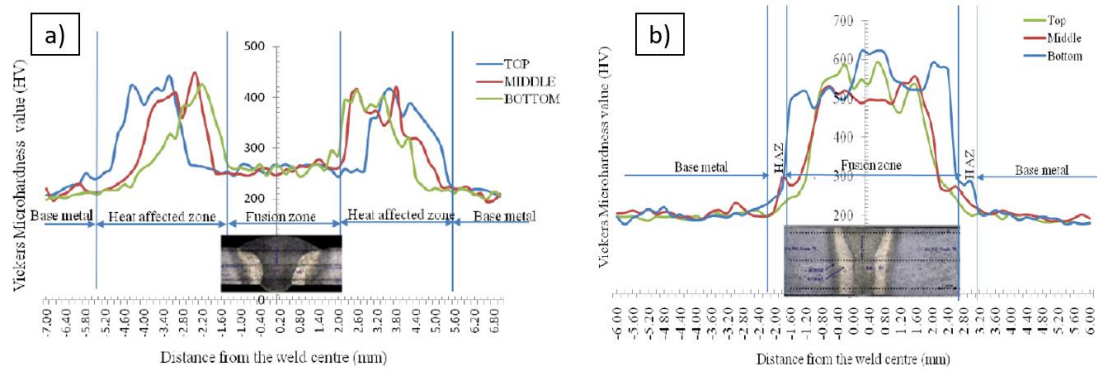 a)
500
400
300
200
100
0
TOP
MIDDLE
BOTTOM
Vickers Microhardness value (HV)
Base metal
Heat affected zone
Fusion zone
Heat affected zone
Base metal
-7.00
-6.40
-5.20
-4.60
-3.40
-2.80
-2.20
-1.60
-1.00
-0.40
0.20
0.80
1.40
2.00
2.60
3.20
3.80
4.40
5.00
5.60
6.20
6.80
Distance from the weld centre (mm)
b)
700
600
500
400
300
200
Top
Middle
Bottom
Vickers Microhardness value (HV)
Base metal
HAZ
Fusion zone
HAZ
Base metal
-6.00
-5.60
-5.20
-4.80
-4.40
-4.00
-3.60
-3.20
-2.80
-2.40
-2.00
-1.60
-1.20
-0.80
-0.40
0.00
0.40
0.80
1.20
1.60
2.00
2.40
2.80
3.20
3.60
4.00
4.40
4.80
5.20
5.60
6.00
Distance from the weld centre (mm)